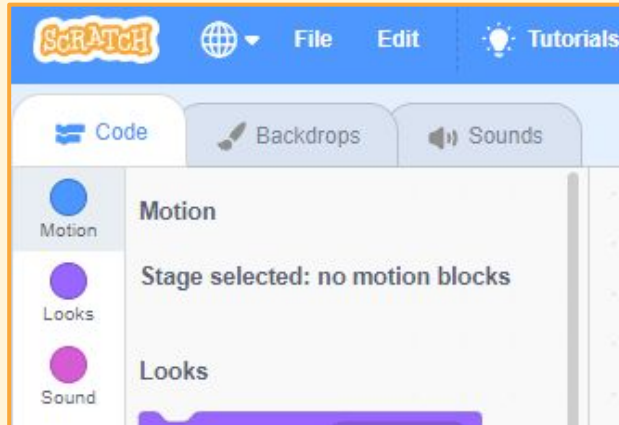 SCRATCH File Edit Tutorials
Code Backdrops Sounds
Motion
Motion
Stage selected: no motion blocks
Looks
Looks
Sound